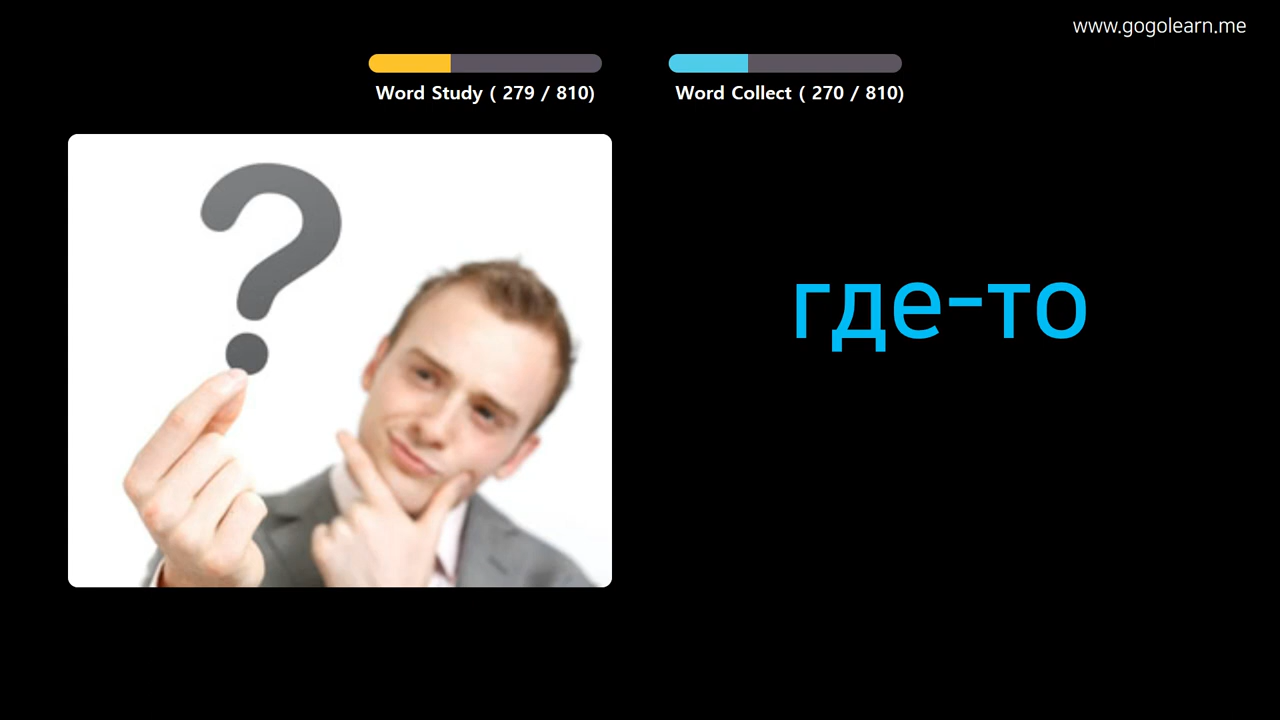 www.gogolearn.me
Word Study ( 279 / 810)
Word Collect ( 270 / 810)
?
где-то